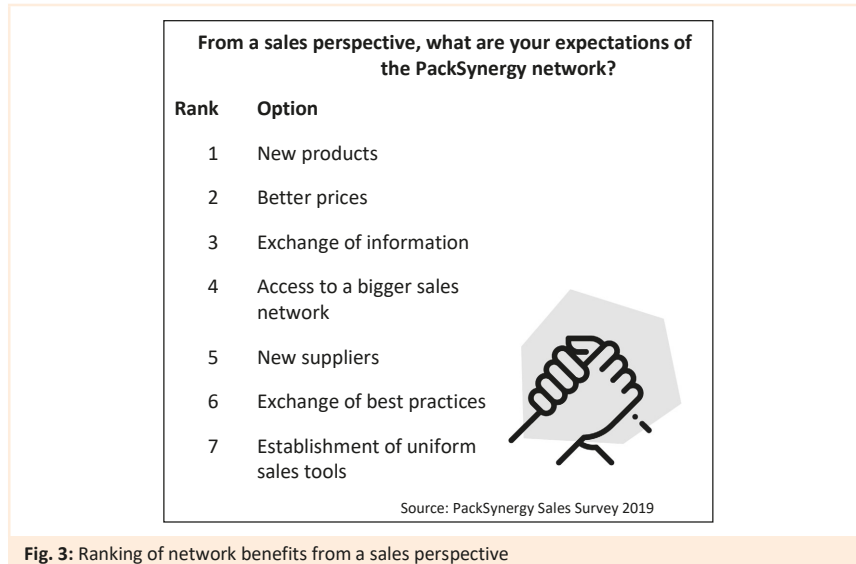 From a sales perspective, what are your expectations of
the PackSynergy network?
Rank Option
1 New products
2 Better prices
3 Exchange of information
4 Access to a bigger sales
network
5 New suppliers
6 Exchange of best practices
7 Establishment of uniform
sales tools
Source: PackSynergy Sales Survey 2019
Fig. 3: Ranking of network benefits from a sales perspective